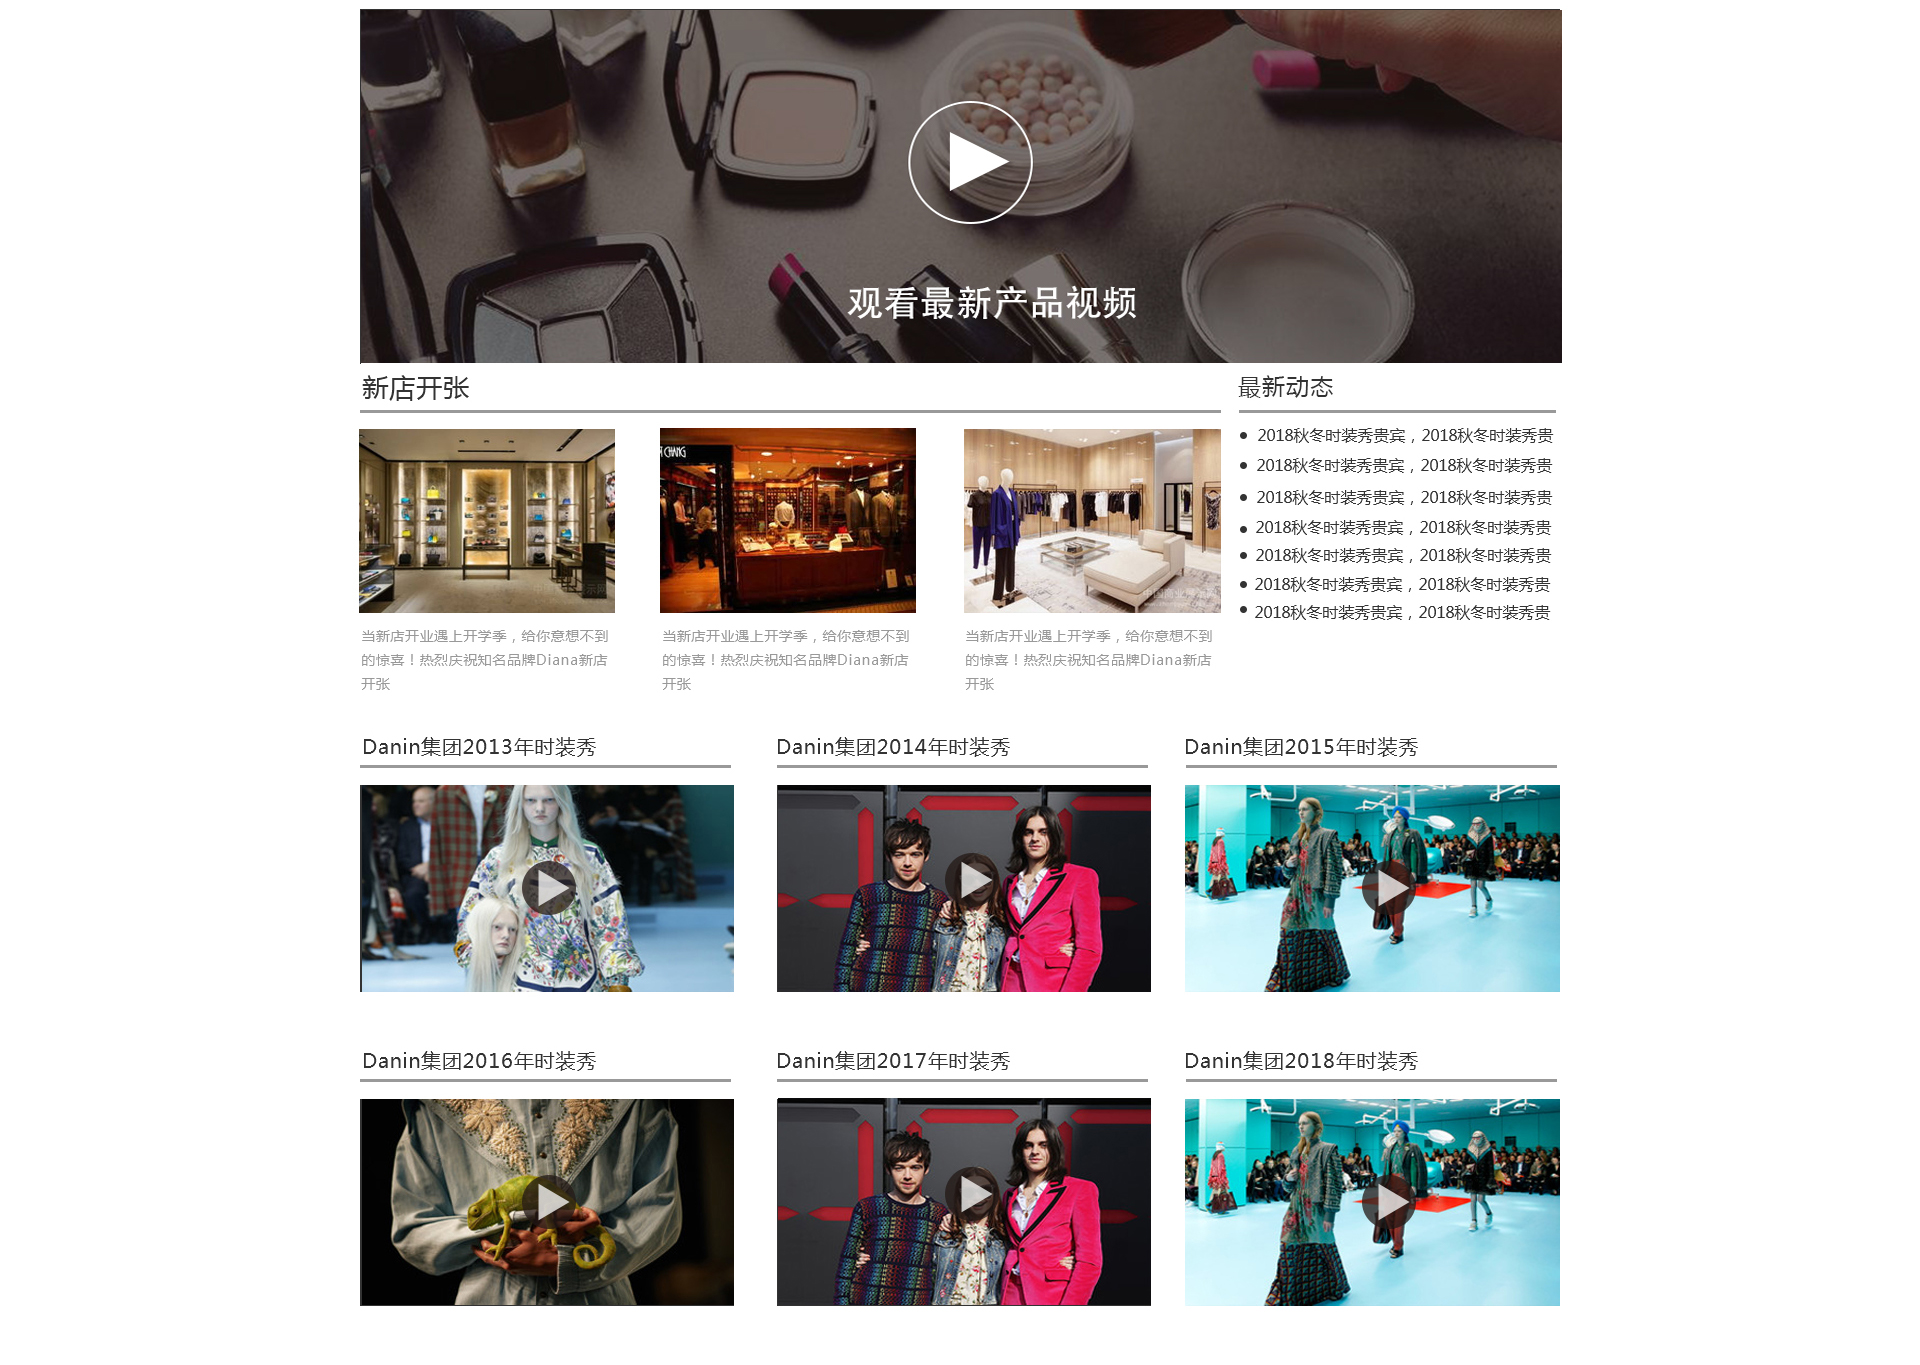 观看最新产品视频
新店开张
CHANG
当新店开业遇上开学季，给你意想不到
的惊喜！热烈庆祝知名品牌Diana新店
开张
当新店开业遇上开学季，给你意想不到
的惊喜！热烈庆祝知名品牌Diana新店
开张
当新店开业遇上开学季，给你意想不到
的惊喜！热烈庆祝知名品牌Diana新店
开张
最新动态
2018秋冬时装秀贵宾，2018秋冬时装秀贵
2018秋冬时装秀贵宾，2018秋冬时装秀贵
2018秋冬时装秀贵宾，2018秋冬时装秀贵
2018秋冬时装秀贵宾，2018秋冬时装秀贵
2018秋冬时装秀贵宾，2018秋冬时装秀贵
2018秋冬时装秀贵宾，2018秋冬时装秀贵
2018秋冬时装秀贵宾，2018秋冬时装秀贵
Danin集团2013年时装秀
Danin集团2014年时装秀
Danin集团2015年时装秀
Danin集团2016年时装秀
Danin集团2017年时装秀
Danin集团2018年时装秀